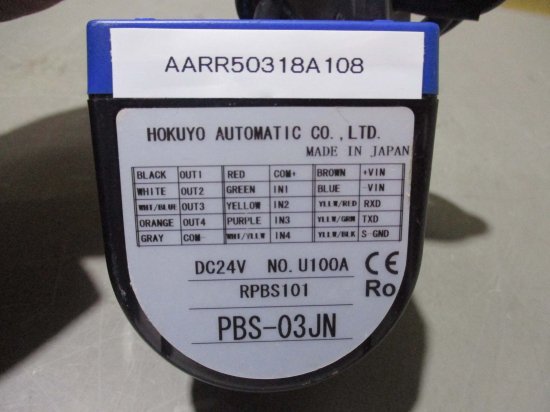 AARR50318A108
HOKUYO AUTOMATIC CO.,LTD.
MADE IN JAPAN
BLACK OUT1 RED COM+ BROWN +VIN
WHITE OUT2 GREEN IN1 BLUE -VIN
WHT/BLUE OUT3 YELLOW IN2 YLLW/RED RXD
ORANGE OUT4 PURPLE IN3 YLLW/GRN TXD
GRAY COM- WHT/YLLW IN4 YLLW/BLK S-GND
DC24V NO. U100A CE
RPBS101 Ro
PBS-03JN